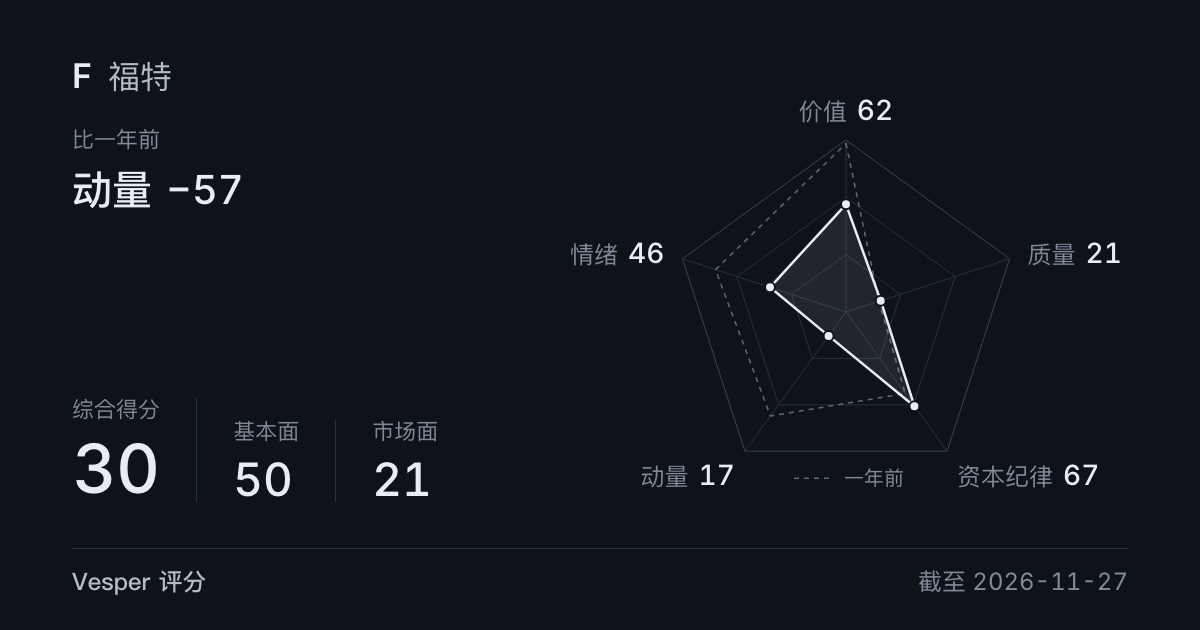 F 福特
比一年前
动量 −57
价值 62
情绪 46
质量 21
动量 17
一年前
资本纪律 67
综合得分
30
基本面
50
市场面
21
Vesper 评分
截至 2026-11-27